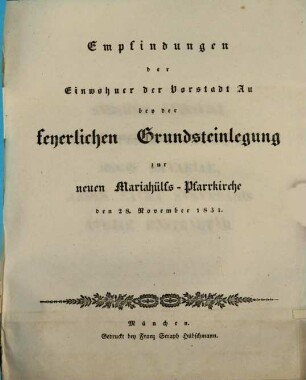 Empfindungen
der
Einwohner der Vorstadt Au
bey der
feyerlichen Grundsteinlegung
zur
neuen Mariahülfs-Pfarrkirche
den 28. November 1831.
München.
Gedruckt bey Franz Seraph Hübschmann.